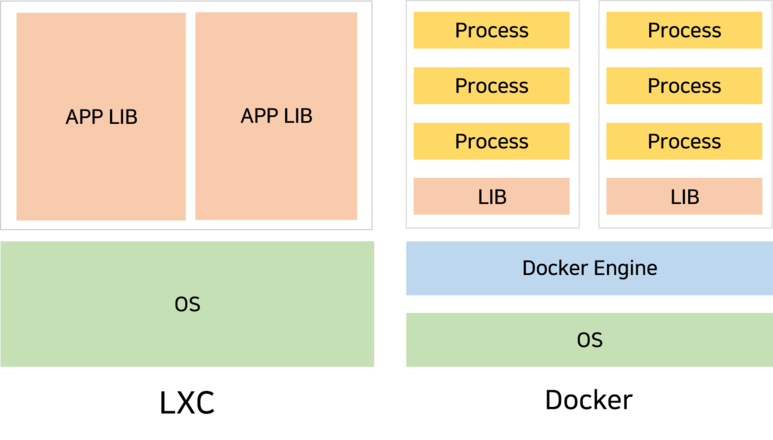 APP LIB
APP LIB
OS
LXC
Process
Process
Process
LIB
Process
Process
Process
LIB
Docker Engine
OS
Docker